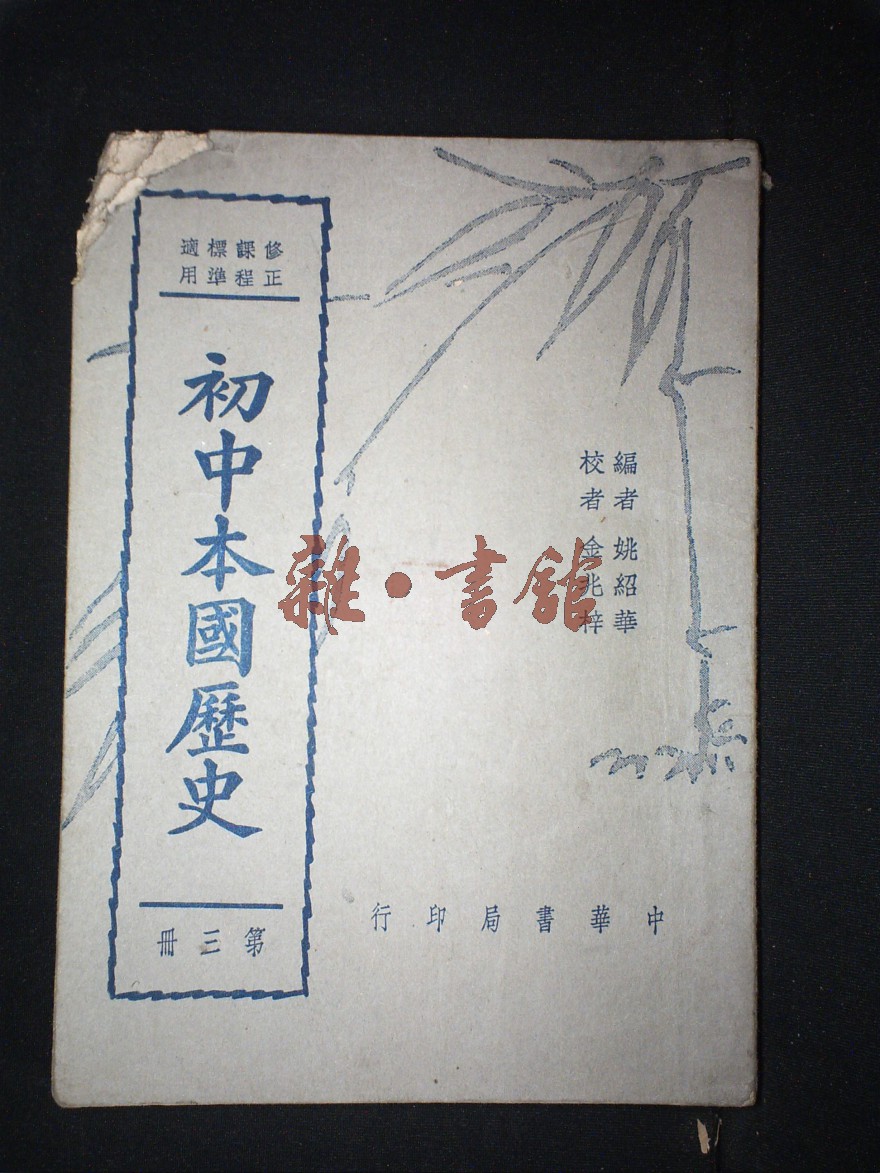 修正課程標準適用
初中本國歷史
第三冊
編者 姚紹華
校者 金兆梓
中華書局印行
雜·書館